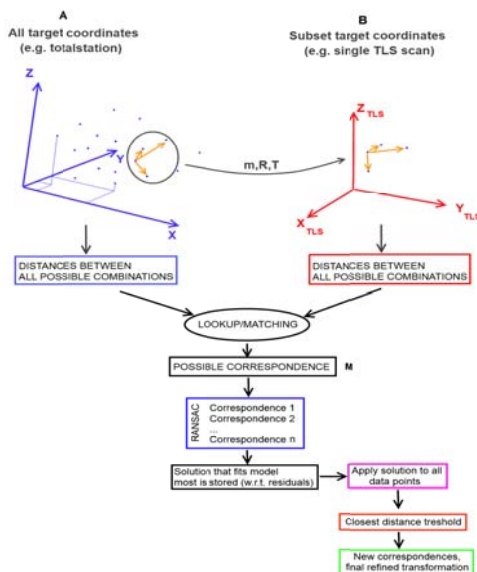 A
B
All target coordinates
(e.g. totalstation)
Subset target coordinates
(e.g. single TLS scan)
Z
Y
X
m,R,T
Z TLS
X TLS
Y TLS
DISTANCES BETWEEN
ALL POSSIBLE COMBINATIONS
DISTANCES BETWEEN
ALL POSSIBLE COMBINATIONS
LOOKUP/MATCHING
POSSIBLE CORRESPONDENCE
M
RANSAC
Correspondence 1
Correspondence 2
...
Correspondence n
Solution that fits model
most is stored (w.r.t. residuals)
Apply solution to all
data points
Closest distance treshold
New correspondences,
final refined transformation